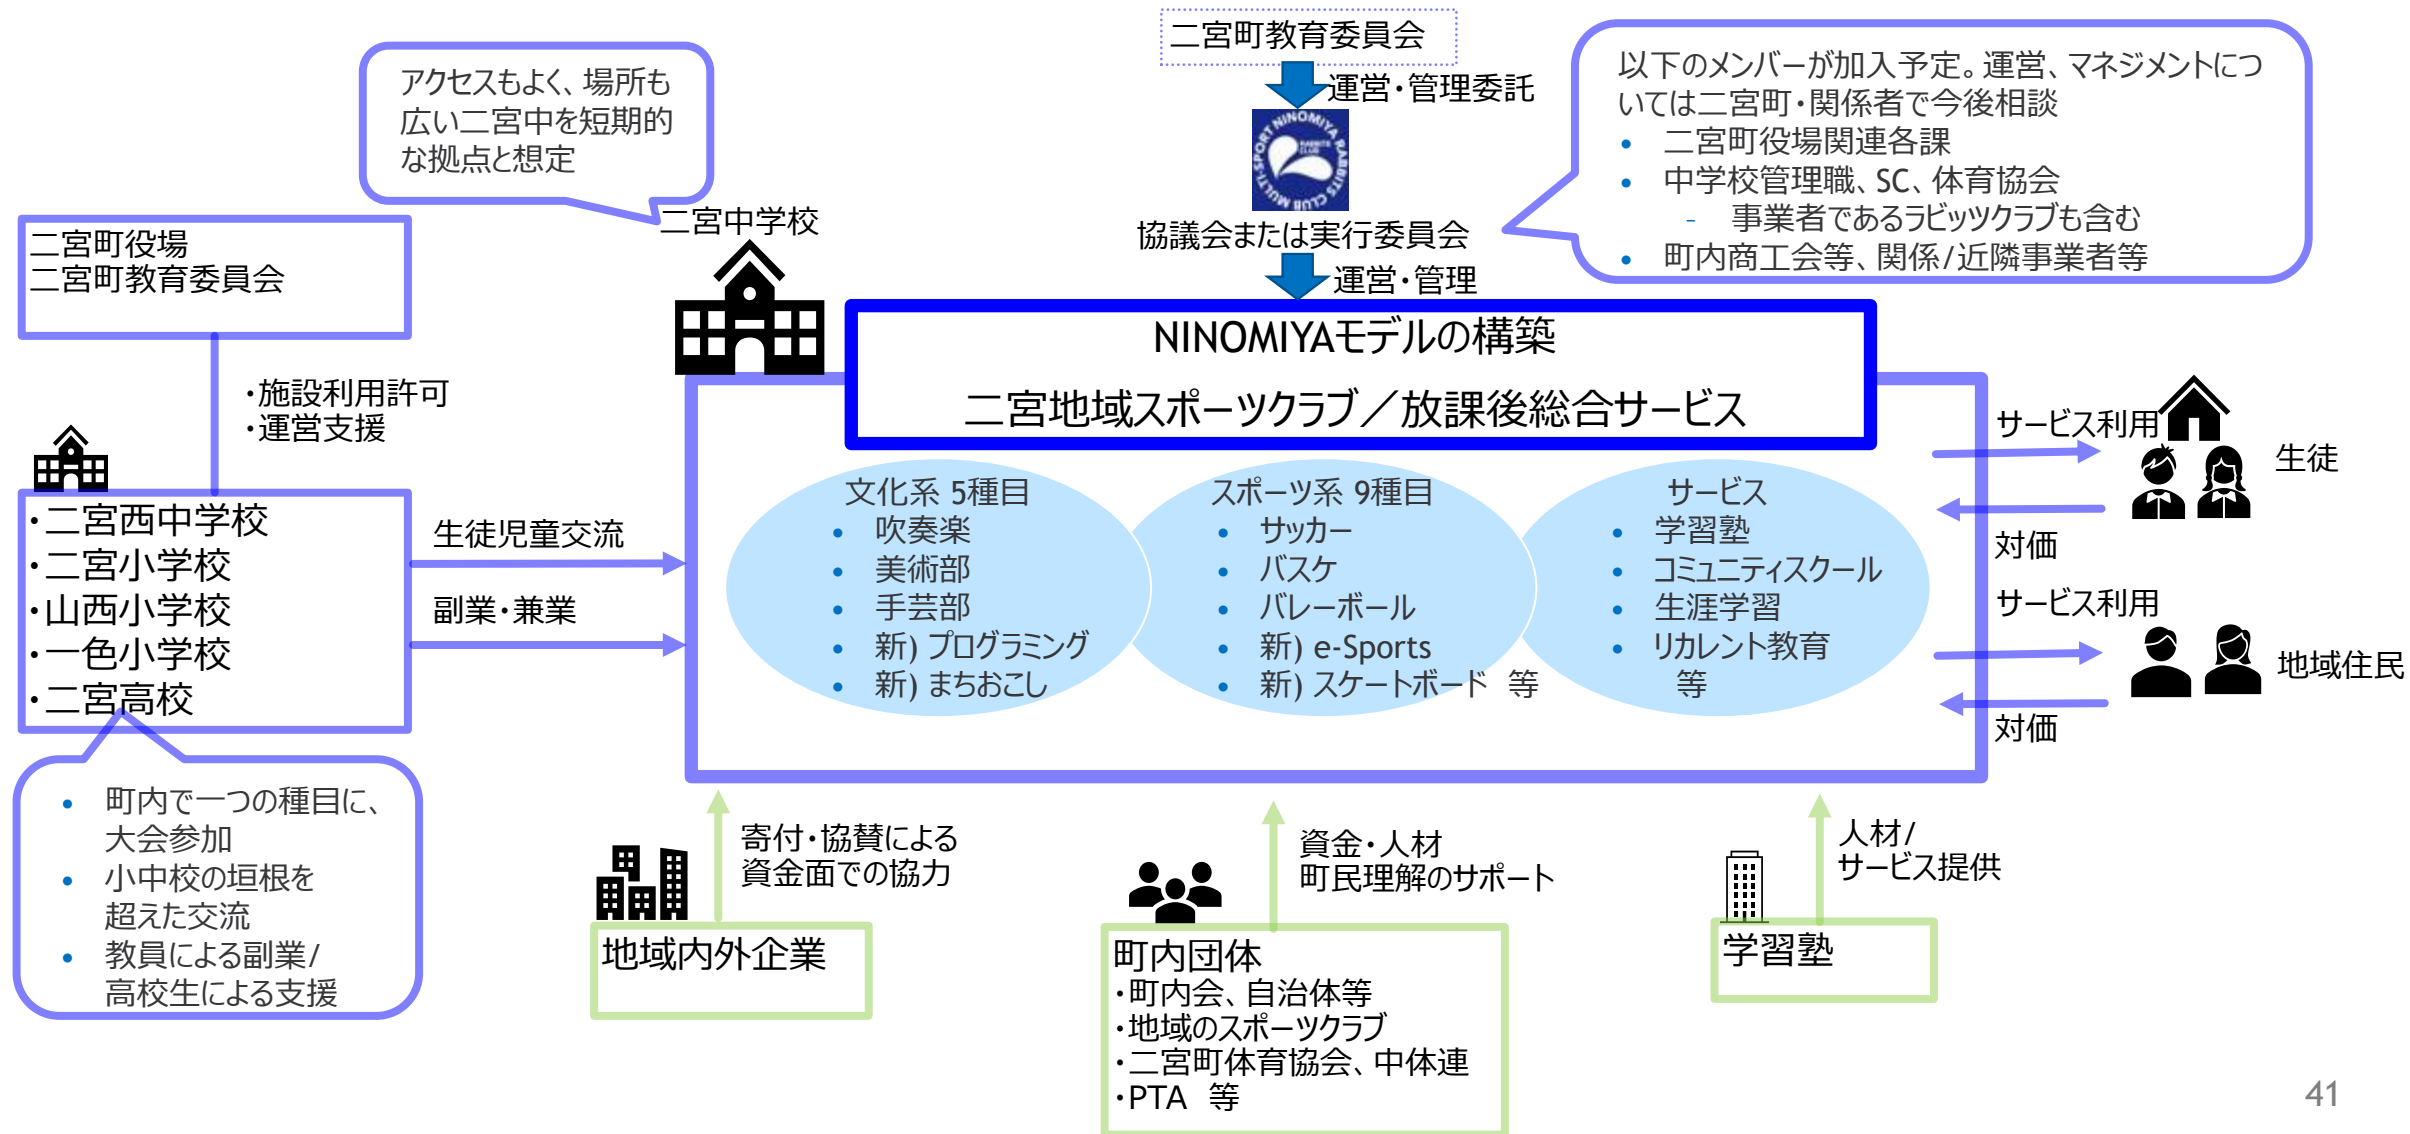 二宮町教育委員会
運営・管理委託
MULTI-SPORT NINOMIYA RABBITS CLUB
RABBITS
CLUB
協議会または実行委員会
運営・管理
以下のメンバーが加入予定。運営、マネジメントにつ
いては二宮町・関係者で今後相談
• 二宮町役場関連各課
• 中学校管理職、SC、体育協会
- 事業者であるラビッツクラブも含む
• 町内商工会等、関係/近隣事業者等
アクセスもよく、場所も
広い二宮中を短期的
な拠点と想定
二宮中学校
二宮町役場
二宮町教育委員会
・施設利用許可
・運営支援
・二宮西中学校
・二宮小学校
・山西小学校
・一色小学校
・二宮高校
生徒児童交流
副業・兼業
• 町内で一つの種目に、
大会参加
• 小中校の垣根を
超えた交流
• 教員による副業/
高校生による支援
NINOMIYAモデルの構築
二宮地域スポーツクラブ／放課後総合サービス
文化系 5種目
• 吹奏楽
• 美術部
• 手芸部
• 新) プログラミング
• 新) まちおこし
スポーツ系 9種目
• サッカー
• バスケ
• バレーボール
• 新) e-Sports
• 新) スケートボード 等
サービス
• 学習塾
• コミュニティスクール
• 生涯学習
• リカレント教育
等
サービス利用
生徒
対価
サービス利用
地域住民
対価
寄付・協賛による
資金面での協力
地域内外企業
資金・人材
町民理解のサポート
町内団体
・町内会、自治体等
・地域のスポーツクラブ
・二宮町体育協会、中体連
・PTA 等
人材/
サービス提供
学習塾
41